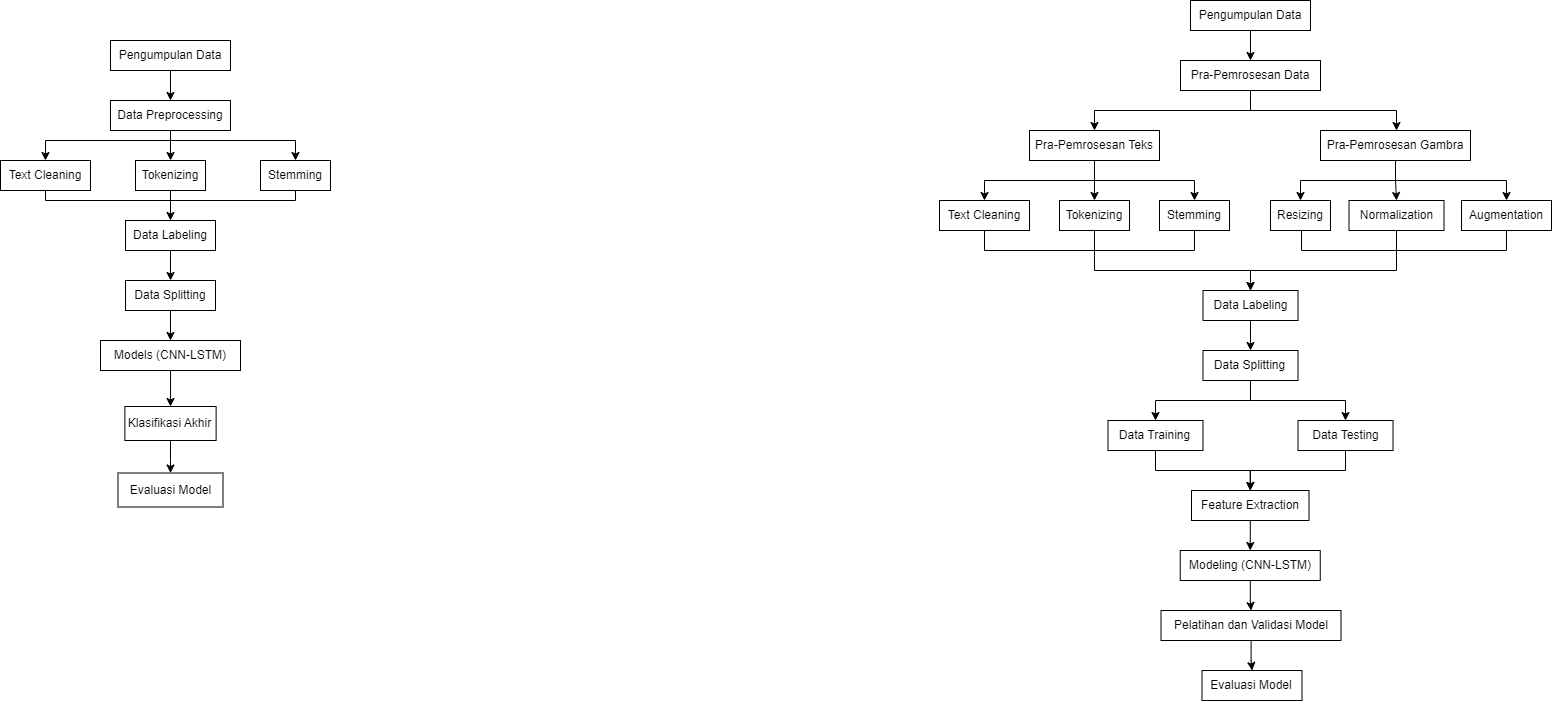 Pengumpulan Data
Data Preprocessing
Text Cleaning
Tokenizing
Stemming
Data Labeling
Data Splitting
Models (CNN-LSTM)
Klasifikasi Akhir
Evaluasi Model
Pengumpulan Data
Pra-Pemrosesan Data
Pra-Pemrosesan Teks
Pra-Pemrosesan Gambra
Text Cleaning
Tokenizing
Stemming
Resizing
Normalization
Augmentation
Data Labeling
Data Splitting
Data Training
Data Testing
Feature Extraction
Modeling (CNN-LSTM)
Pelatihan dan Validasi Model
Evaluasi Model